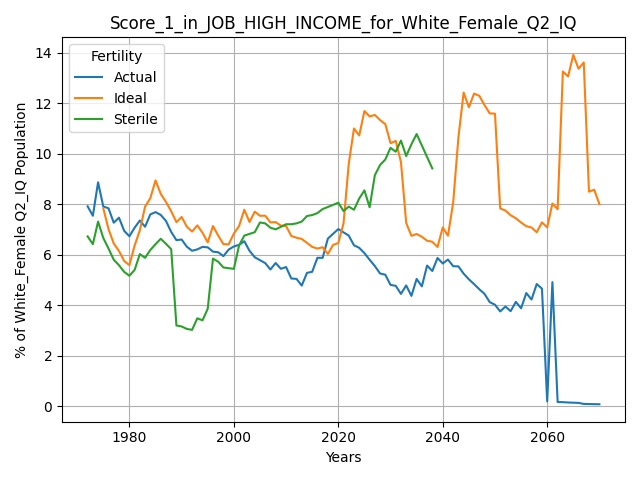 Score_1_in_JOB_HIGH_INCOME_for_White_Female_Q2_IQ
Fertility
Actual
Ideal
Sterile
% of White_Female Q2_IQ Population
14
12
10
8
6
4
2
0
1980 2000 2020 2040 2060
Years